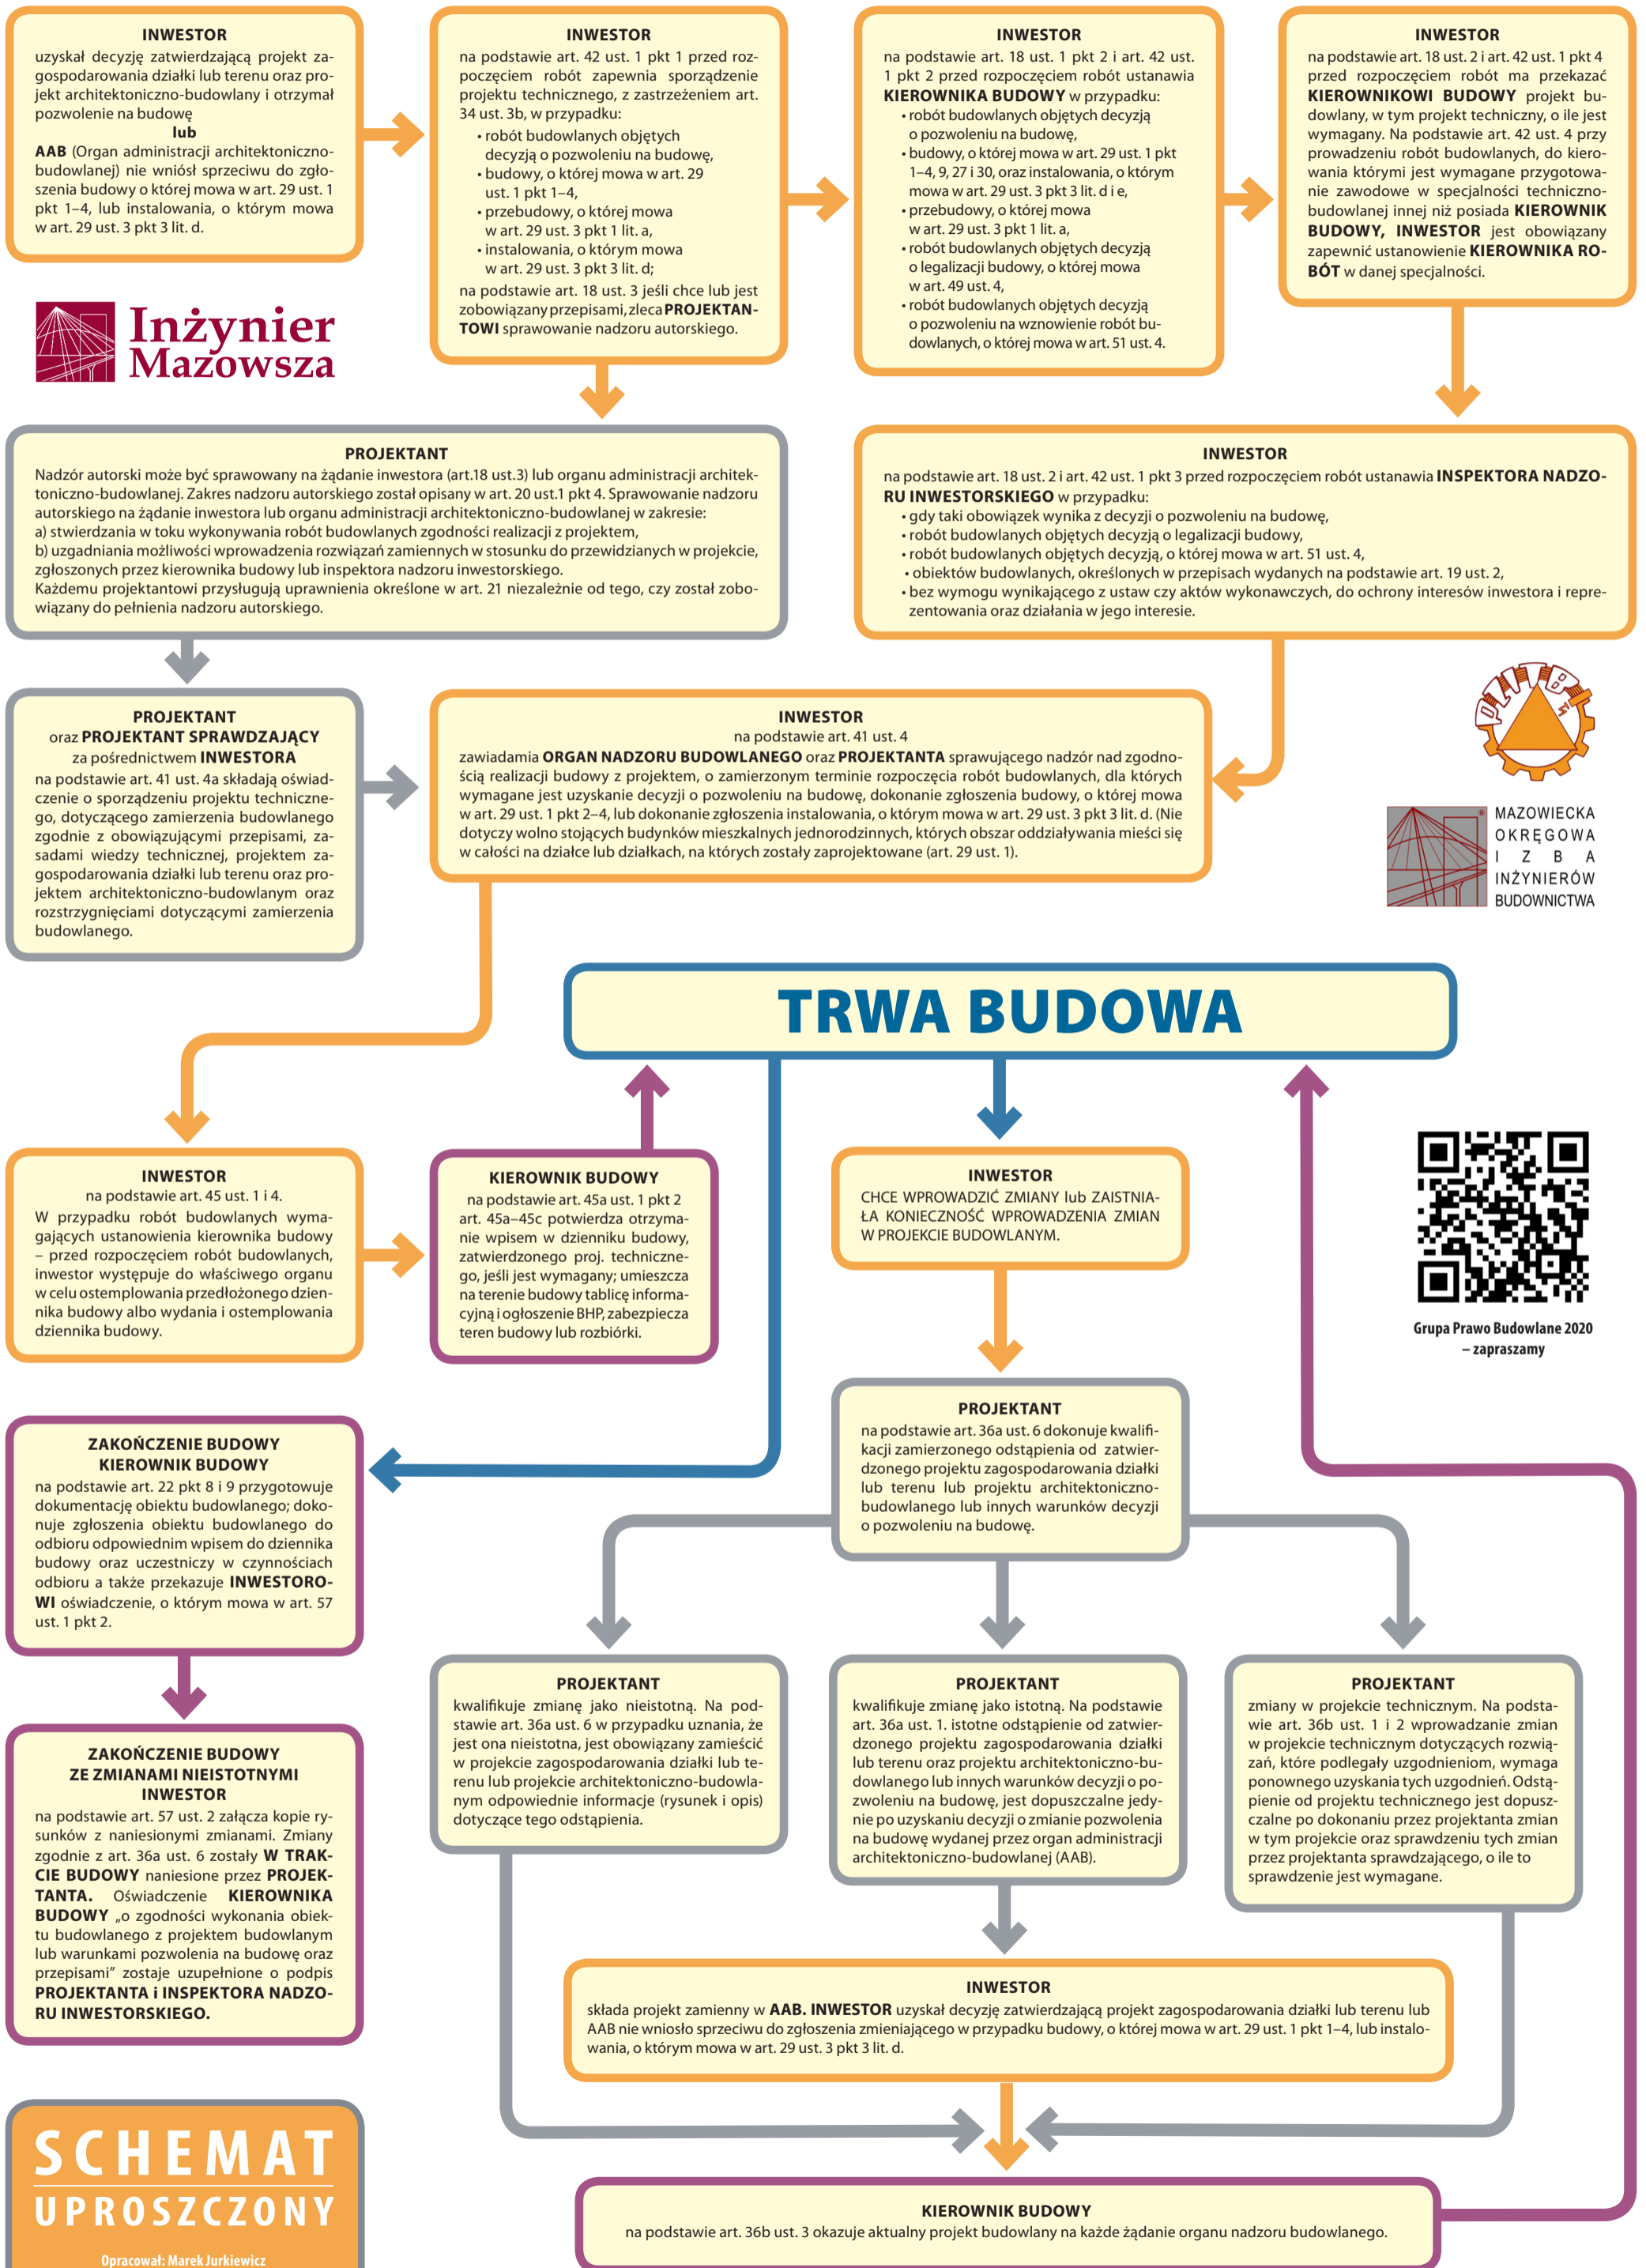 INWESTOR
uzyskał decyzję zatwierdzającą projekt za-
gospodarowania działki lub terenu oraz pro-
jekt architektoniczno-budowlany i otrzymał
pozwolenie na budowę
lub
AAB (Organ administracji architektoniczno-
budowlanej) nie wniósł sprzeciwu do zgło-
szenia budowy o której mowa w art. 29 ust. 1
pkt 1–4, lub instalowania, o którym mowa
w art. 29 ust. 3 pkt 3 lit. d.
INWESTOR
na podstawie art. 42 ust. 1 pkt 1 przed roz-
poczęciem robót zapewnia sporządzenie
projektu technicznego, z zastrzeżeniem art.
34 ust. 3b, w przypadku:
• robót budowlanych objętych
decyzją o pozwoleniu na budowę,
• budowy, o której mowa w art. 29
ust. 1 pkt 1–4,
• przebudowy, o której mowa
w art. 29 ust. 3 pkt 1 lit. a,
• instalowania, o którym mowa
w art. 29 ust. 3 pkt 3 lit. d;
na podstawie art. 18 ust. 3 jeśli chce lub jest
zobowiązany przepisami, zleca PROJEKTAN-
TOWI sprawowanie nadzoru autorskiego.
INWESTOR
na podstawie art. 18 ust. 1 pkt 2 i art. 42 ust.
1 pkt 2 przed rozpoczęciem robót ustanawia
KIEROWNIKA BUDOWY w przypadku:
• robót budowlanych objętych decyzją
o pozwoleniu na budowę,
• budowy, o której mowa w art. 29 ust. 1 pkt
1–4, 9, 27 i 30, oraz instalowania, o którym
mowa w art. 29 ust. 3 pkt 3 lit. d i e,
• przebudowy, o której mowa
w art. 29 ust. 3 pkt 1 lit. a,
• robót budowlanych objętych decyzją
o legalizacji budowy, o której mowa
w art. 49 ust. 4,
• robót budowlanych objętych decyzją
o pozwoleniu na wznowienie robót bu-
dowlanych, o której mowa w art. 51 ust. 4.
INWESTOR
na podstawie art. 18 ust. 2 i art. 42 ust. 1 pkt 4
przed rozpoczęciem robót ma przekazać
KIEROWNIKOWI BUDOWY projekt bu-
dowlany, w tym projekt techniczny, o ile jest
wymagany. Na podstawie art. 42 ust. 4 przy
prowadzeniu robót budowlanych, do kiero-
wania którymi jest wymagane przygotowa-
nie zawodowe w specjalności techniczno-
budowlanej innej niż posiada KIEROWNIK
BUDOWY, INWESTOR jest obowiązany
zapewnić ustanowienie KIEROWNIKA RO-
BÓT w danej specjalności.
Inżynier
Mazowsza
PROJEKTANT
Nadzór autorski może być sprawowany na żądanie inwestora (art.18 ust.3) lub organu administracji architek-
toniczno-budowlanej. Zakres nadzoru autorskiego został opisany w art. 20 ust.1 pkt 4. Sprawowanie nadzoru
autorskiego na żądanie inwestora lub organu administracji architektoniczno-budowlanej w zakresie:
a) stwierdzania w toku wykonywania robót budowlanych zgodności realizacji z projektem,
b) uzgadniania możliwości wprowadzenia rozwiązań zamiennych w stosunku do przewidzianych w projekcie,
zgłoszonych przez kierownika budowy lub inspektora nadzoru inwestorskiego.
Każdemu projektantowi przysługują uprawnienia określone w art. 21 niezależnie od tego, czy został zobo-
wiązany do pełnienia nadzoru autorskiego.
INWESTOR
na podstawie art. 18 ust. 2 i art. 42 ust. 1 pkt 3 przed rozpoczęciem robót ustanawia INSPEKTORA NADZO-
RU INWESTORSKIEGO w przypadku:
• gdy taki obowiązek wynika z decyzji o pozwoleniu na budowę,
• robót budowlanych objętych decyzją o legalizacji budowy,
• robót budowlanych objętych decyzją, o której mowa w art. 51 ust. 4,
• obiektów budowlanych, określonych w przepisach wydanych na podstawie art. 19 ust. 2,
• bez wymogu wynikającego z ustaw czy aktów wykonawczych, do ochrony interesów inwestora i repre-
zentowania oraz działania w jego interesie.
PROJEKTANT
oraz PROJEKTANT SPRAWDZAJĄCY
za pośrednictwem INWESTORA
na podstawie art. 41 ust. 4a składają oświad-
czenie o sporządzeniu projektu techniczne-
go, dotyczącego zamierzenia budowlanego
zgodnie z obowiązującymi przepisami, za-
sadami wiedzy technicznej, projektem za-
gospodarowania działki lub terenu oraz pro-
jektem architektoniczno-budowlanym oraz
rozstrzygnięciami dotyczącymi zamierzenia
budowlanego.
INWESTOR
na podstawie art. 41 ust. 4
zawiadamia ORGAN NADZORU BUDOWLANEGO oraz PROJEKTANTA sprawującego nadzór nad zgodno-
ścią realizacji budowy z projektem, o zamierzonym terminie rozpoczęcia robót budowlanych, dla których
wymagane jest uzyskanie decyzji o pozwoleniu na budowę, dokonanie zgłoszenia budowy, o której mowa
w art. 29 ust. 1 pkt 2–4, lub dokonanie zgłoszenia instalowania, o którym mowa w art. 29 ust. 3 pkt 3 lit. d. (Nie
dotyczy wolno stojących budynków mieszkalnych jednorodzinnych, których obszar oddziaływania mieści się
w całości na działce lub działkach, na których zostały zaprojektowane (art. 29 ust. 1).
PZITB
MAZOWIECKA
OKRĘGOWA
IZBA
INŻYNIERÓW
BUDOWNICTWA
TRWA BUDOWA
INWESTOR
na podstawie art. 45 ust. 1 i 4.
W przypadku robót budowlanych wyma-
gających ustanowienia kierownika budowy
– przed rozpoczęciem robót budowlanych,
inwestor występuje do właściwego organu
w celu ostemplowania przedłożonego dzien-
nika budowy albo wydania i ostemplowania
dziennika budowy.
KIEROWNIK BUDOWY
na podstawie art. 45a ust. 1 pkt 2
art. 45a–45c potwierdza otrzyma-
nie wpisem w dzienniku budowy,
zatwierdzonego proj. techniczne-
go, jeśli jest wymagany; umieszcza
na terenie budowy tablicę informa-
cyjną i ogłoszenie BHP, zabezpiecza
teren budowy lub rozbiórki.
INWESTOR
CHCE WPROWADZIĆ ZMIANY lub ZAISTNIA-
ŁA KONIECZNOŚĆ WPROWADZENIA ZMIAN
W PROJEKCIE BUDOWLANYM.
Grupa Prawo Budowlane 2020
– zapraszamy
PROJEKTANT
na podstawie art. 36a ust. 6 dokonuje kwalifi-
kacji zamierzonego odstąpienia od zatwier-
dzonego projektu zagospodarowania działki
lub terenu lub projektu architektoniczno-
budowlanego lub innych warunków decyzji
o pozwoleniu na budowę.
ZAKOŃCZENIE BUDOWY
KIEROWNIK BUDOWY
na podstawie art. 22 pkt 8 i 9 przygotowuje
dokumentację obiektu budowlanego; doko-
nuje zgłoszenia obiektu budowlanego do
odbioru odpowiednim wpisem do dziennika
budowy oraz uczestniczy w czynnościach
odbioru a także przekazuje INWESTORO-
WI oświadczenie, o którym mowa w art. 57
ust. 1 pkt 2.
PROJEKTANT
kwalifikuje zmianę jako nieistotną. Na pod-
stawie art. 36a ust. 6 w przypadku uznania, że
jest ona nieistotna, jest obowiązany zamieścić
w projekcie zagospodarowania działki lub te-
renu lub projekcie architektoniczno-budowla-
nym odpowiednie informacje (rysunek i opis)
dotyczące tego odstąpienia.
PROJEKTANT
kwalifikuje zmianę jako istotną. Na podstawie
art. 36a ust. 1. istotne odstąpienie od zatwier-
dzonego projektu zagospodarowania działki
lub terenu oraz projektu architektoniczno-bu-
dowlanego lub innych warunków decyzji o po-
zwoleniu na budowę, jest dopuszczalne jedy-
nie po uzyskaniu decyzji o zmianie pozwolenia
na budowę wydanej przez organ administracji
architektoniczno-budowlanej (AAB).
PROJEKTANT
zmiany w projekcie technicznym. Na podsta-
wie art. 36b ust. 1 i 2 wprowadzanie zmian
w projekcie technicznym dotyczących rozwią-
zań, które podlegały uzgodnieniom, wymaga
ponownego uzyskania tych uzgodnień. Odstą-
pienie od projektu technicznego jest dopusz-
czalne po dokonaniu przez projektanta zmian
w tym projekcie oraz sprawdzeniu tych zmian
przez projektanta sprawdzającego, o ile to
sprawdzenie jest wymagane.
ZAKOŃCZENIE BUDOWY
ZE ZMIANAMI NIEISTOTNYMI
INWESTOR
na podstawie art. 57 ust. 2 załącza kopie ry-
sunków z naniesionymi zmianami. Zmiany
zgodnie z art. 36a ust. 6 zostały W TRAK-
CIE BUDOWY naniesione przez PROJEK-
TANTA. Oświadczenie KIEROWNIKA
BUDOWY „o zgodności wykonania obiek-
tu budowlanego z projektem budowlanym
lub warunkami pozwolenia na budowę oraz
przepisami” zostaje uzupełnione o podpis
PROJEKTANTA i INSPEKTORA NADZO-
RU INWESTORSKIEGO.
INWESTOR
składa projekt zamienny w AAB. INWESTOR uzyskał decyzję zatwierdzającą projekt zagospodarowania działki lub terenu lub
AAB nie wniosło sprzeciwu do zgłoszenia zmieniającego w przypadku budowy, o której mowa w art. 29 ust. 1 pkt 1–4, lub instalo-
wania, o którym mowa w art. 29 ust. 3 pkt 3 lit. d.
SCHEMAT
UPROSZCZONY
Opracował: Marek Jurkiewicz
KIEROWNIK BUDOWY
na podstawie art. 36b ust. 3 okazuje aktualny projekt budowlany na każde żądanie organu nadzoru budowlanego.